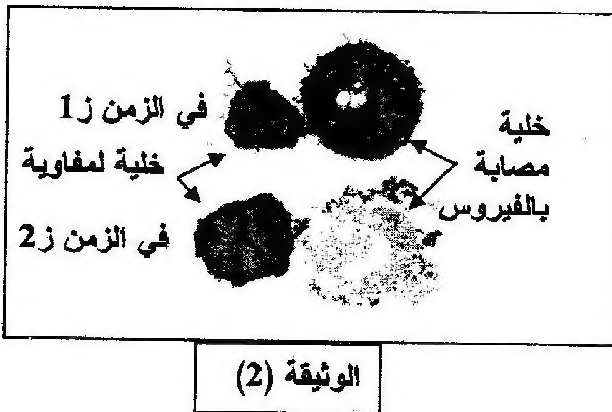 في الزمن ز1
خلية لمفاوية
في الزمن ز2
خلية
مصابة
بالفيروس
الوثيقة (2)